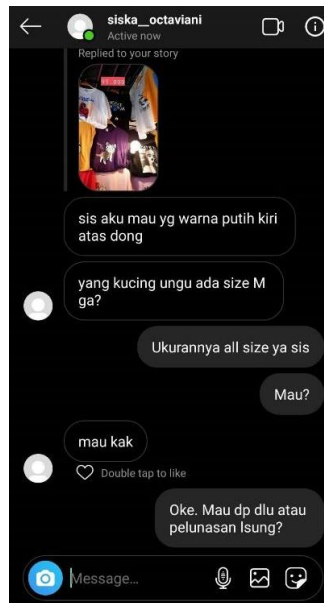 siska__octaviani
Active now
Replied to your story
sis aku mau yg warna putih kiri
atas dong
yang kucing ungu ada size M
ga?
Ukurannya all size ya sis
Mau?
mau kak
Double tap to like
Oke. Mau dp dlu atau
pelunasan lsung?
Message...